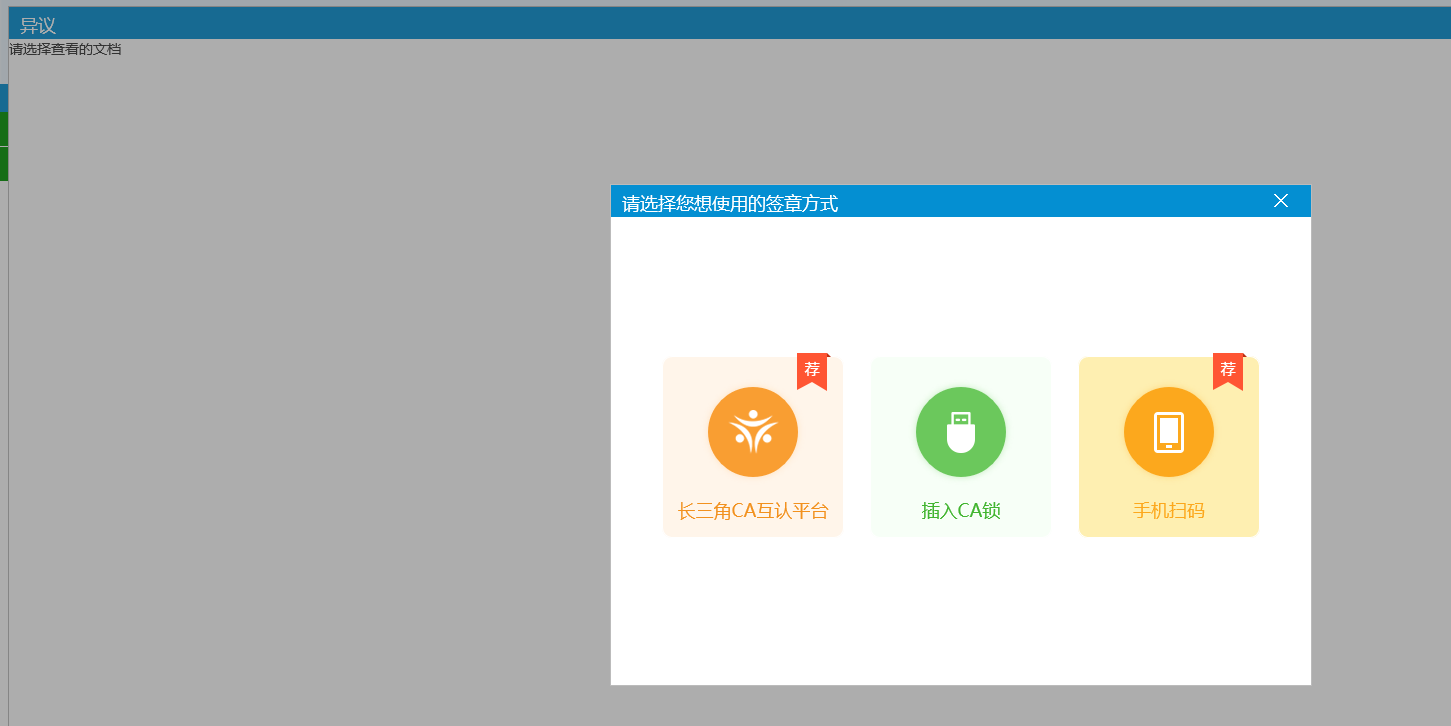 异议
请选择查看的文档
请选择您想使用的签章方式
荐
荐
长三角CA互认平台
插入CA锁
手机扫码